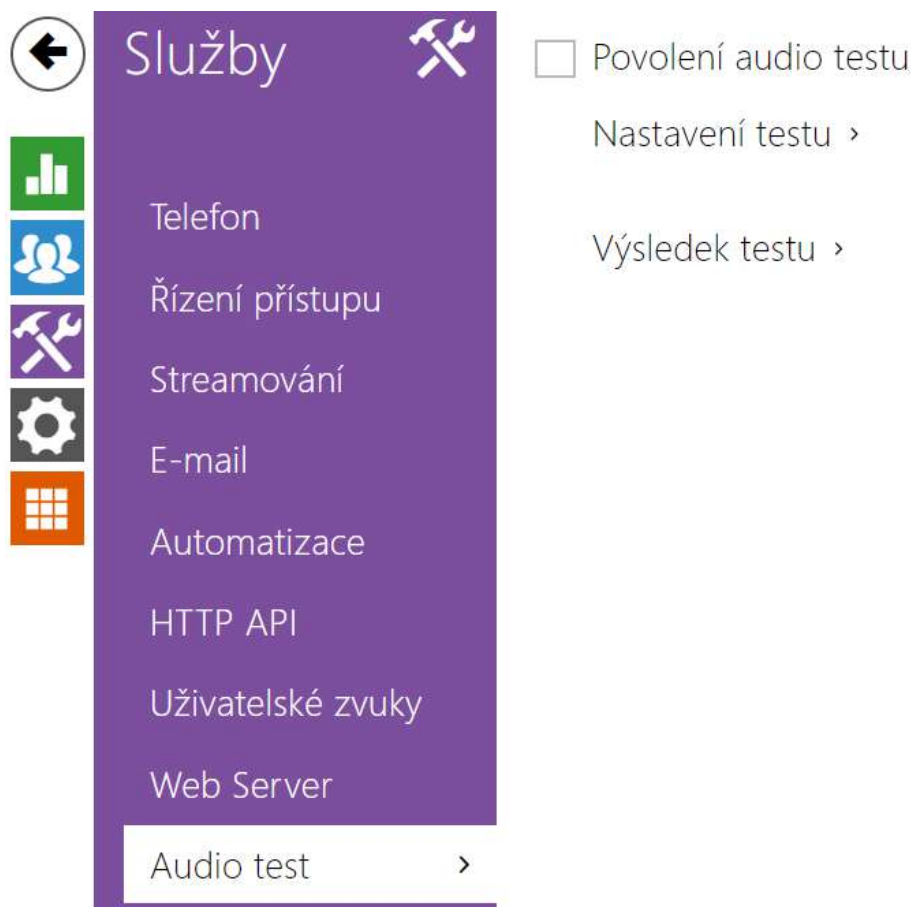 Služby
Telefon
Řízení přístupu
Streamování
E-mail
Automatizace
HTTP API
Uživatelské zvuky
Web Server
Audio test
Povolení audio testu
Nastavení testu
Výsledek testu